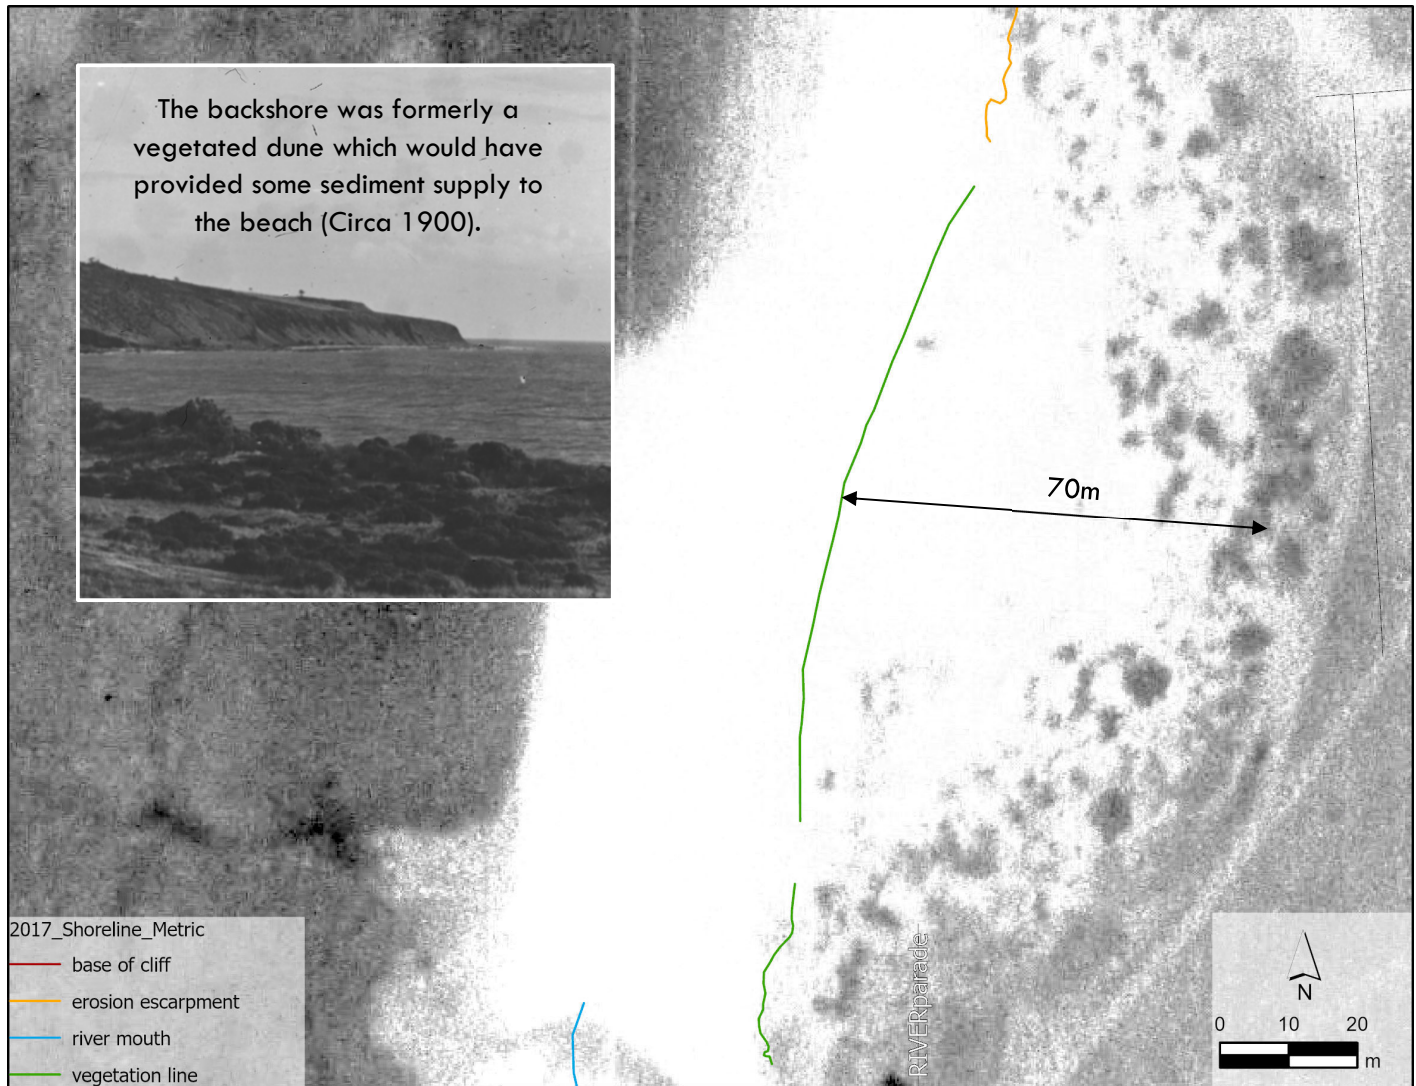 The backshore was formerly a
vegetated dune which would have
provided some sediment supply to
the beach (Circa 1900).
70m
RIVERparade
2017_Shoreline_Metric
base of cliff
erosion escarpment
river mouth
vegetation line
N
0 10 20
m